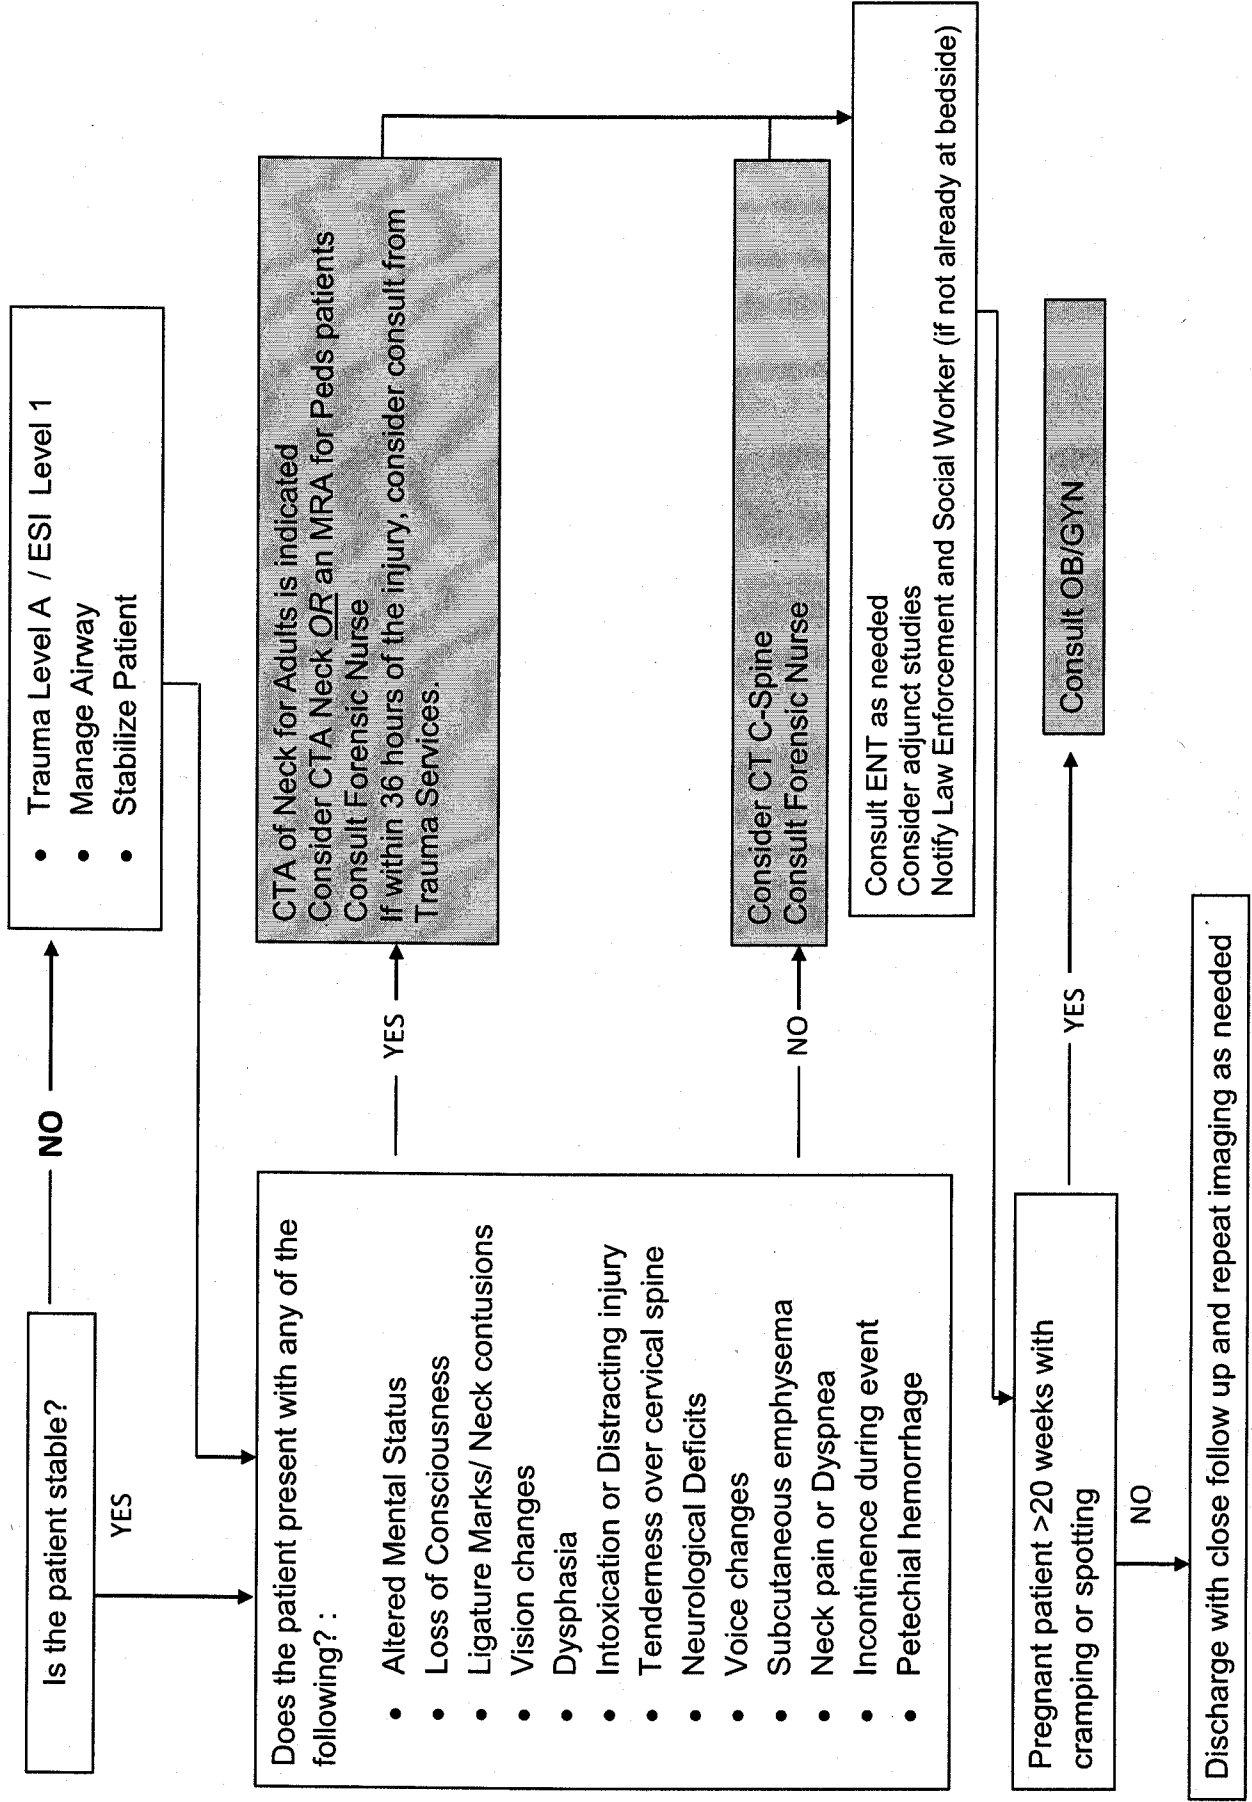 Is the patient stable?
NO
• Trauma Level A / ESI Level 1
• Manage Airway
• Stabilize Patient
YES
Does the patient present with any of the
following? :
• Altered Mental Status
• Loss of Consciousness
• Ligature Marks/ Neck contusions
• Vision changes
• Dysphasia
• Intoxication or Distracting injury
• Tenderness over cervical spine
• Neurological Deficits
• Voice changes
• Subcutaneous emphysema
• Neck pain or Dyspnea
• Incontinence during event
• Petechial hemorrhage
YES
CTA of Neck for Adults is indicated
Consider CTA Neck OR an MRA for Peds patients
Consult Forensic Nurse
If within 36 hours of the injury, consider consult from
Trauma Services.
NO
Consider CT C-Spine
Consult Forensic Nurse
Consult ENT as needed
Consider adjunct studies
Notify Law Enforcement and Social Worker (if not already at bedside)
Pregnant patient >20 weeks with
cramping or spotting
YES
Consult OB/GYN
NO
Discharge with close follow up and repeat imaging as needed